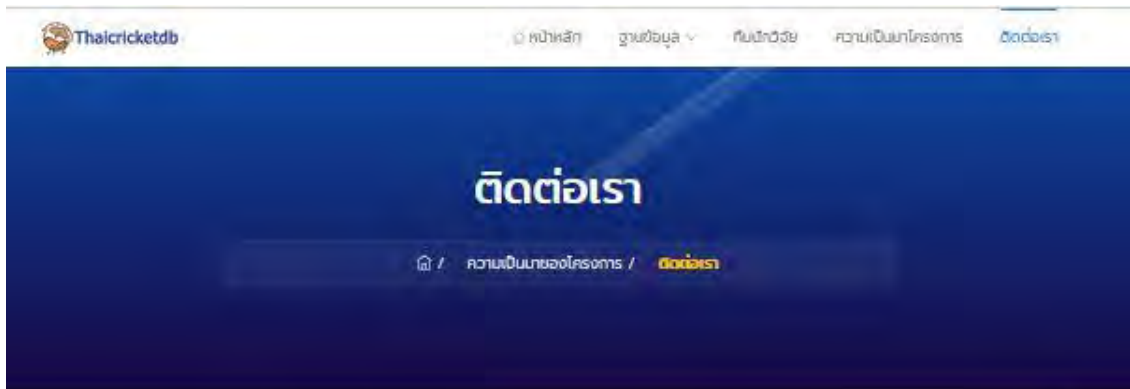 Thaicricketdb หน้าหลัก ฐานข้อมูล ทีมนักวิจัย ความเป็นมาโครงการ ติดต่อเรา
ติดต่อเรา
/ ความเป็นมาของโครงการ / ติดต่อเรา